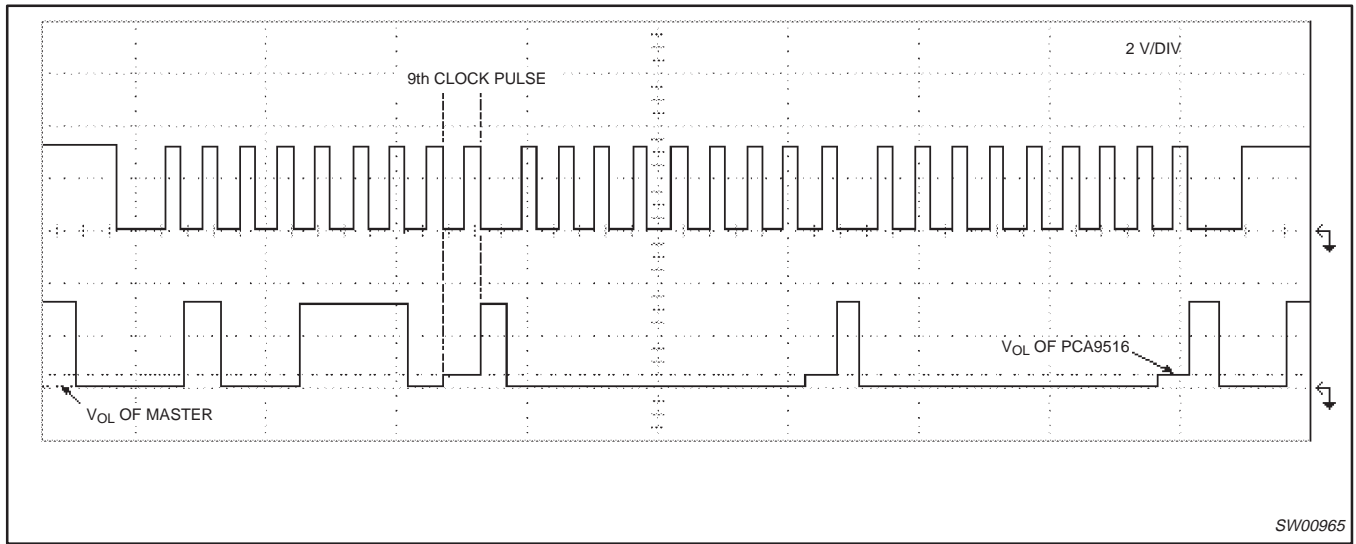 2 V/DIV
9th CLOCK PULSE
VOL OF PCA9516
VOL OF MASTER
SW00965